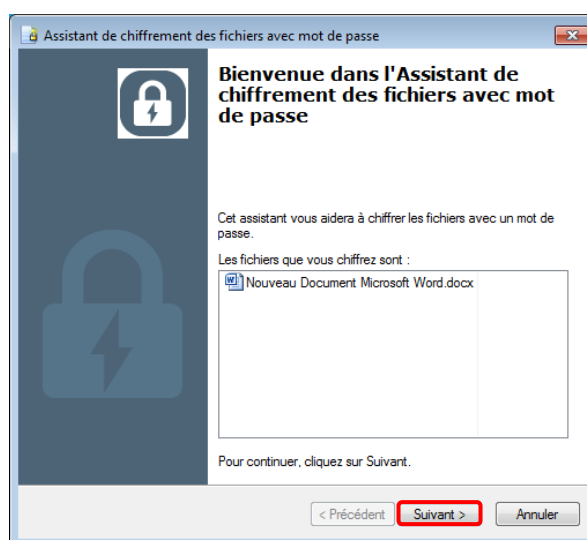 Assistant de chiffrement des fichiers avec mot de passe
Bienvenue dans l'Assistant de
chiffrement des fichiers avec mot
de passe
Cet assistant vous aidera à chiffrer les fichiers avec un mot de
passe.
Les fichiers que vous chiffrez sont :
Nouveau Document Microsoft Word.docx
Pour continuer, cliquez sur Suivant.
< Précédent Suivant > Annuler